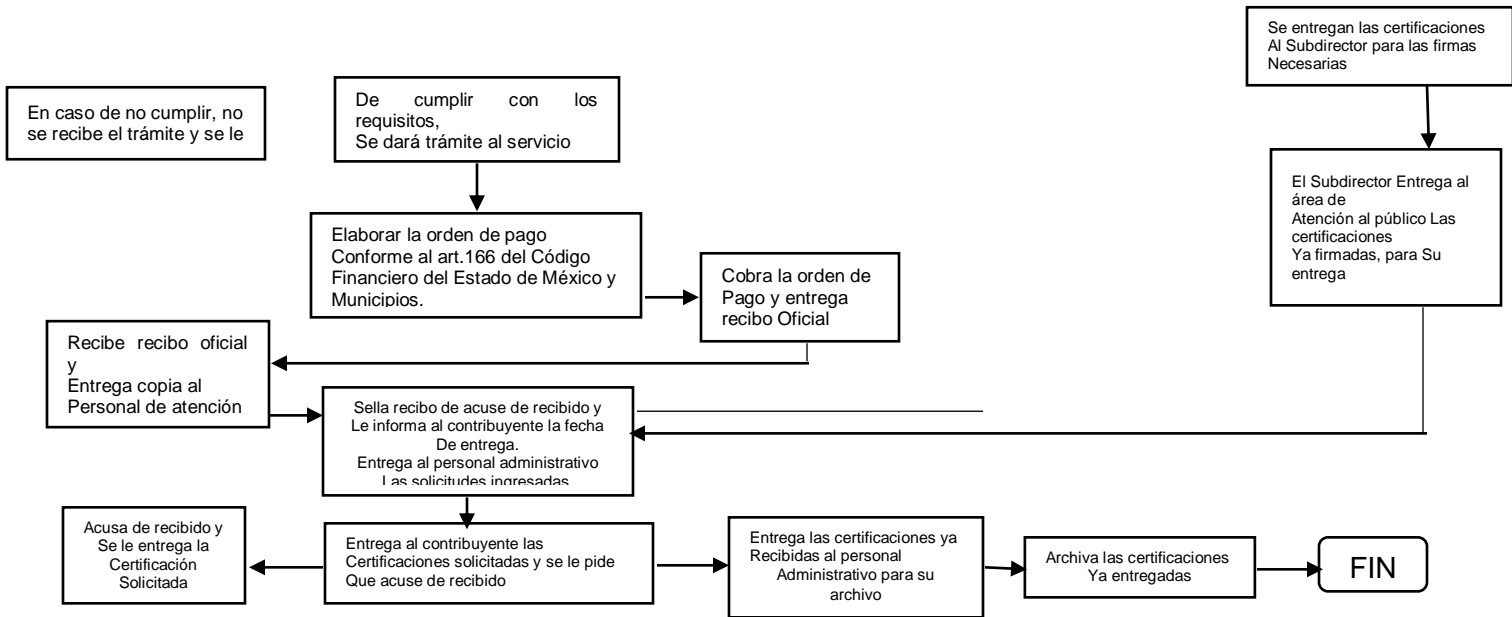 Se entregan las certificaciones
Al Subdirector para las firmas
Necesarias
En caso de no cumplir, no
se recibe el trámite y se le
De cumplir con los
requisitos,
Se dará trámite al servicio
El Subdirector Entrega al
área de
Atención al público Las
certificaciones
Ya firmadas, para Su
entrega
Elaborar la orden de pago
Conforme al art.166 del Código
Financiero del Estado de México y
Municipios.
Cobra la orden de
Pago y entrega
recibo Oficial
Recibe recibo oficial
y
Entrega copia al
Personal de atención
Sella recibo de acuse de recibido y
Le informa al contribuyente la fecha
De entrega.
Entrega al personal administrativo
Las solicitudes ingresadas
Acusa de recibido y
Se le entrega la
Certificación
Solicitada
Entrega al contribuyente las
Certificaciones solicitadas y se le pide
Que acuse de recibido
Entrega las certificaciones ya
Recibidas al personal
Administrativo para su
archivo
Archiva las certificaciones
Ya entregadas
FIN